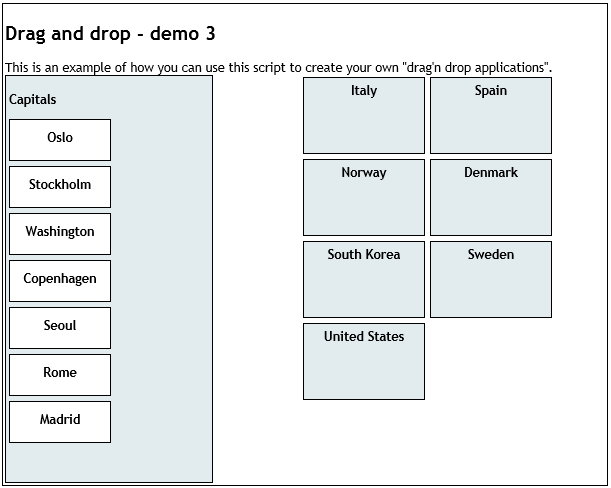 Drag and drop - demo 3
This is an example of how you can use this script to create your own "drag'n drop applications".
Capitals
Oslo
Stockholm
Washington
Copenhagen
Seoul
Rome
Madrid
Italy
Spain
Norway
Denmark
South Korea
Sweden
United States